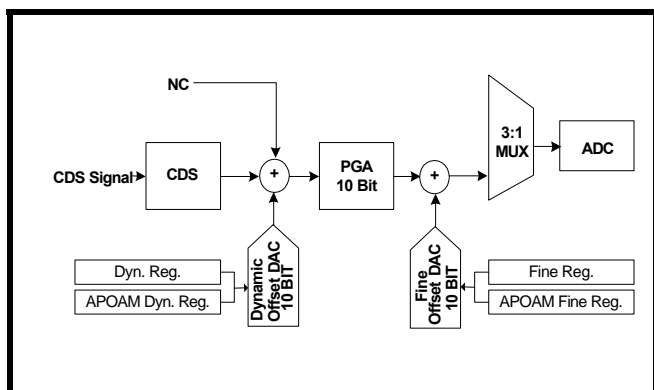 NC
CDS Signal
CDS
+
PGA
10 Bit
+
3:1
MUX
ADC
Dyn. Reg.
APOAM Dyn. Reg.
Dynamic
Offset DAC
10 BIT
Fine
Offset DAC
10 BIT
Fine Reg.
APOAM Fine Reg.